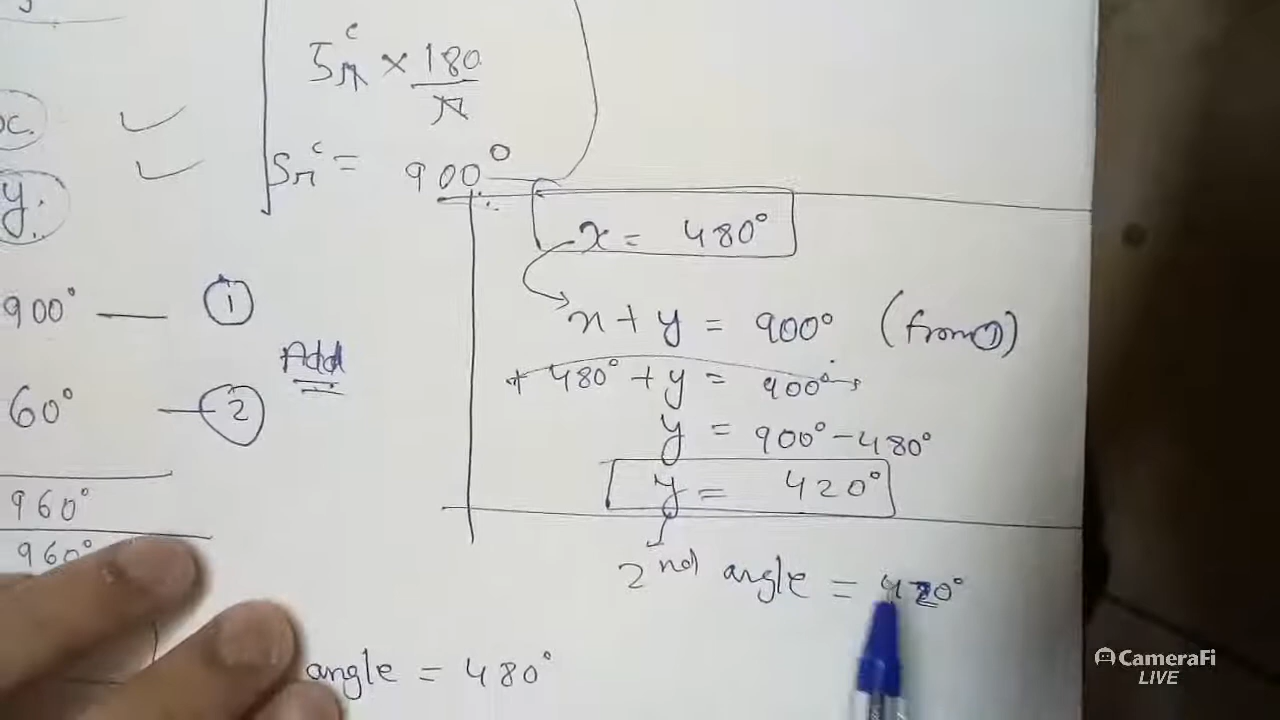 5π^c × 180/π
5π^c = 900°
x.
y.
900° — ①
Add
60° — ②
960°
960°
x = 480°
x + y = 900° (from ①)
+ 480° + y = 900°
y = 900° - 480°
y = 420°
2nd angle = 420°
angle = 480°
CameraFi
LIVE